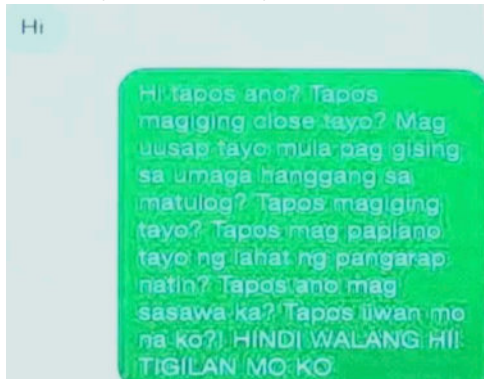 Hi
Hi tapos ano? Tapos
magiging close tayo? Mag
uusap tayo mula pag gising
sa umaga hanggang sa
matulog? Tapos magiging
tayo? Tapos mag paplano
tayo ng lahat ng pangarap
natin? Tapos ano mag
sasawa ka? Tapos iiwan mo
na ko?! HINDI WALANG HI!
TIGILAN MO KO